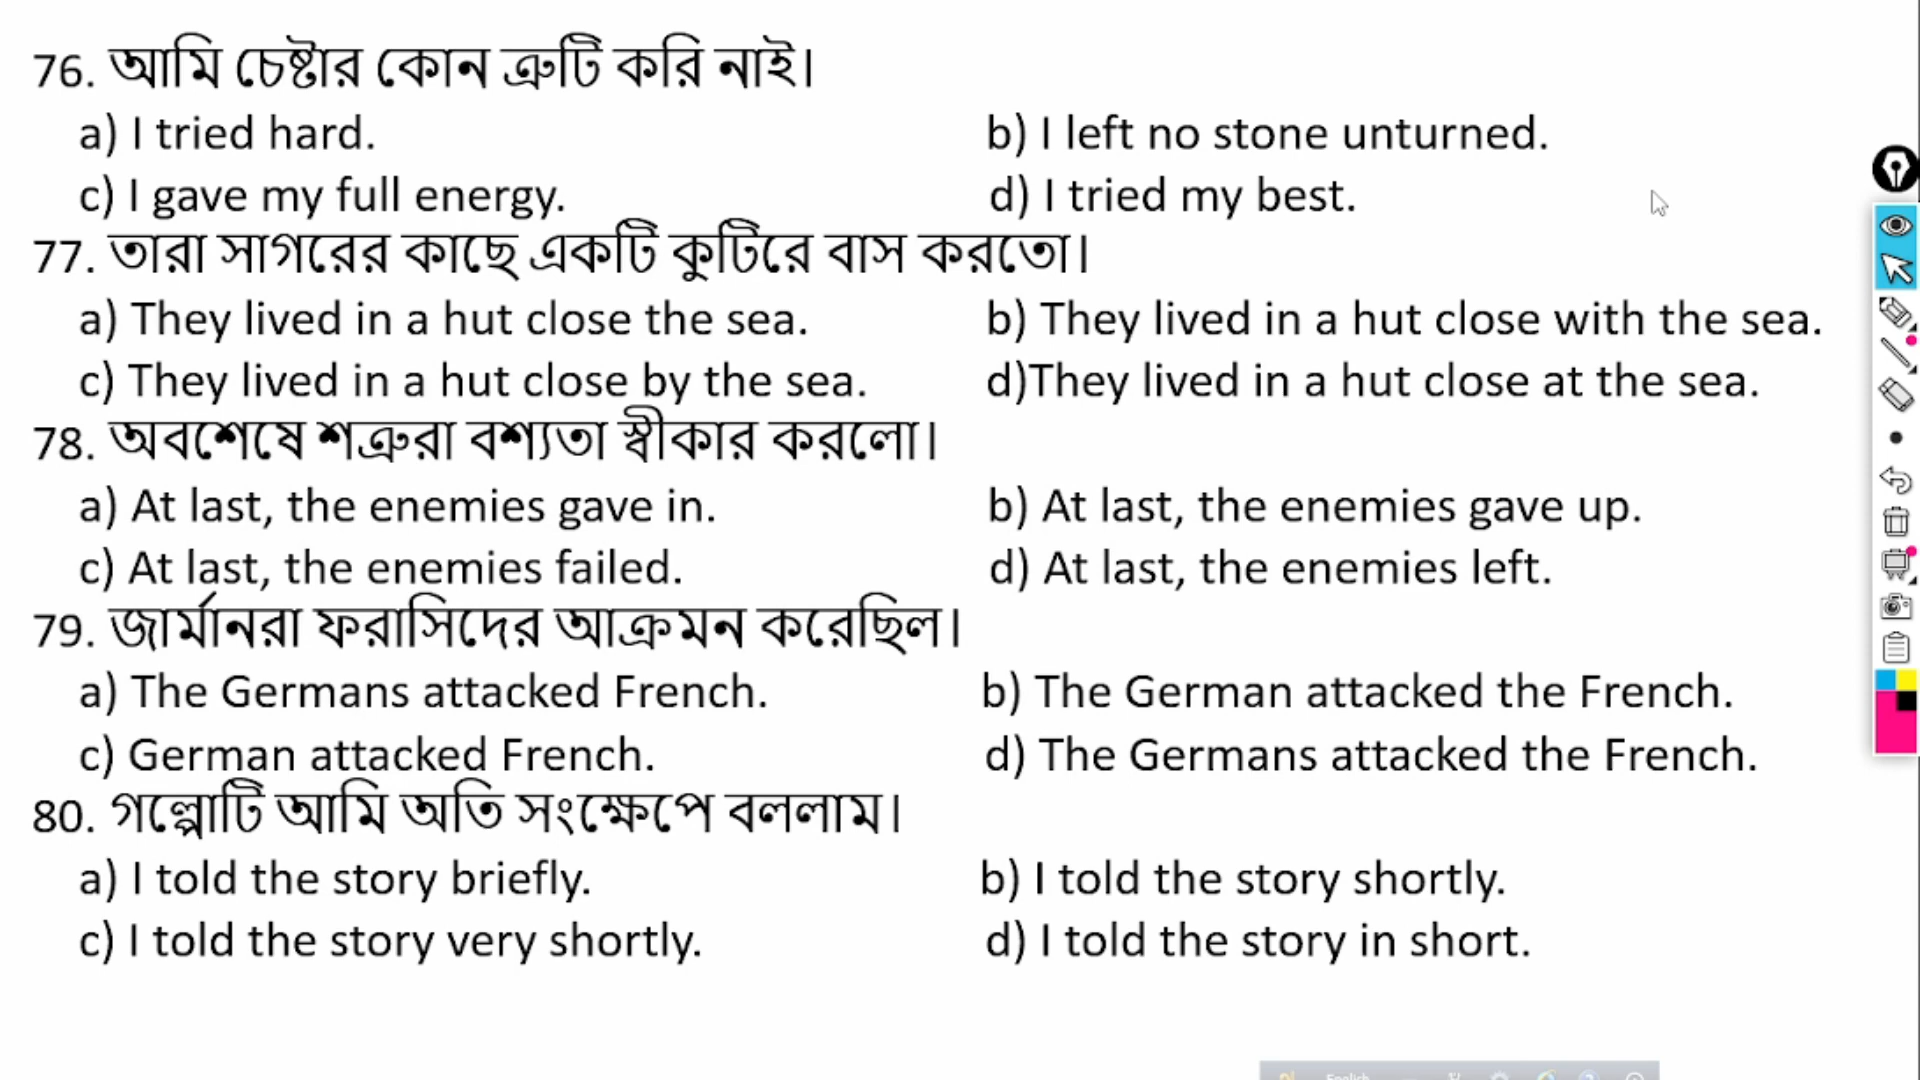 76. আমি চেষ্টার কোন ত্রুটি করি নাই।
a) I tried hard. b) I left no stone unturned.
c) I gave my full energy. d) I tried my best.
77. তারা সাগরের কাছে একটি কুটিরে বাস করতো।
a) They lived in a hut close the sea. b) They lived in a hut close with the sea.
c) They lived in a hut close by the sea. d)They lived in a hut close at the sea.
78. অবশেষে শত্রুরা বশ্যতা স্বীকার করলো।
a) At last, the enemies gave in. b) At last, the enemies gave up.
c) At last, the enemies failed. d) At last, the enemies left.
79. জার্মানরা ফরাসিদের আক্রমন করেছিল।
a) The Germans attacked French. b) The German attacked the French.
c) German attacked French. d) The Germans attacked the French.
80. গল্পোটি আমি অতি সংক্ষেপে বললাম।
a) I told the story briefly. b) I told the story shortly.
c) I told the story very shortly. d) I told the story in short.
English